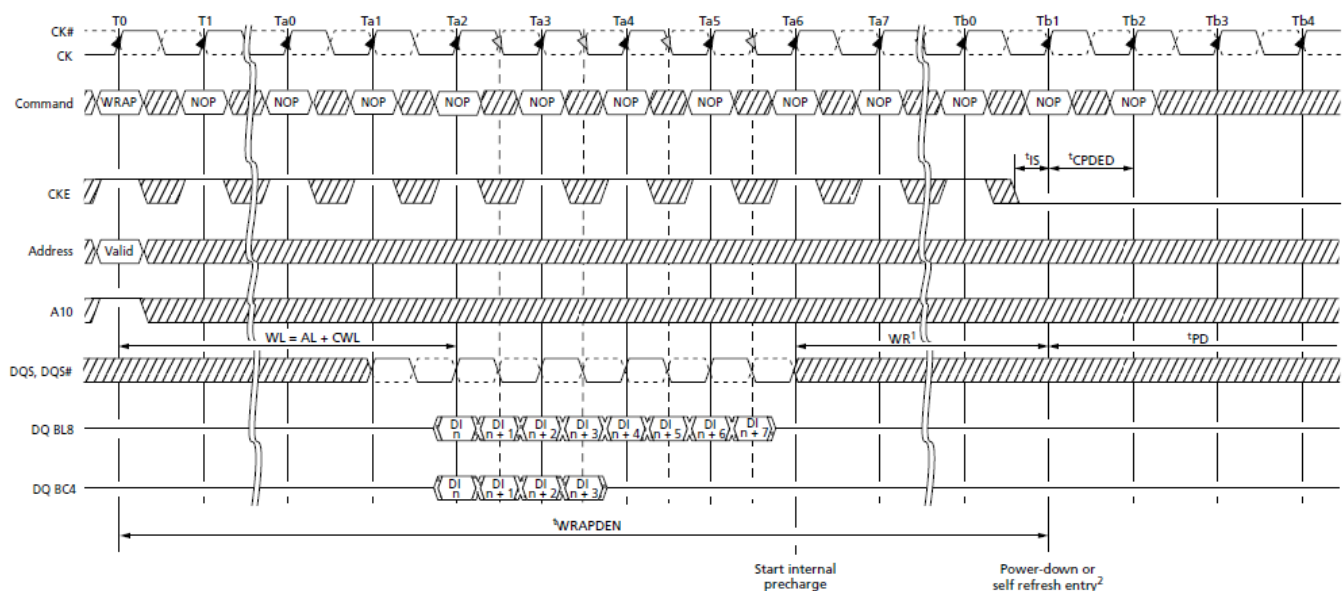 T0 T1 Ta0 Ta1 Ta2 Ta3 Ta4 Ta5 Ta6 Ta7 Tb0 Tb1 Tb2 Tb3 Tb4
CK#
CK
Command WRAP NOP NOP NOP NOP NOP NOP NOP NOP NOP NOP NOP NOP
tIS tCPDED
CKE
Address Valid
A10
WL = AL + CWL WR1 tPD
DQS, DQS#
DQ BL8 DI n DI n + 1 DI n + 2 DI n + 3 DI n + 4 DI n + 5 DI n + 6 DI n + 7
DQ BC4 DI n DI n + 1 DI n + 2 DI n + 3
tWRAPDEN
Start internal
precharge
Power-down or
self refresh entry2